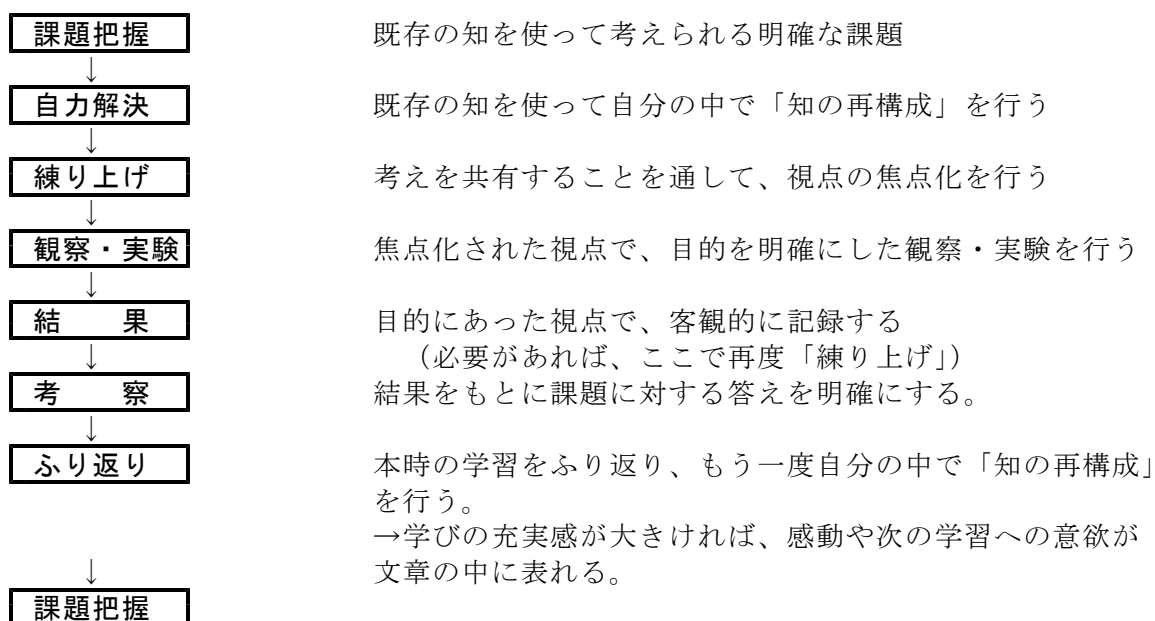 課題把握 既存の知を使って考えられる明確な課題
↓
自力解決 既存の知を使って自分の中で「知の再構成」を行う
↓
練り上げ 考えを共有することを通して、視点の焦点化を行う
↓
観察・実験 焦点化された視点で、目的を明確にした観察・実験を行う
↓
結　果 目的にあった視点で、客観的に記録する
↓ （必要があれば、ここで再度「練り上げ」）
考　察 結果をもとに課題に対する答えを明確にする。
↓
ふり返り 本時の学習をふり返り、もう一度自分の中で「知の再構成」
を行う。
→学びの充実感が大きければ、感動や次の学習への意欲が
↓ 文章の中に表れる。
課題把握